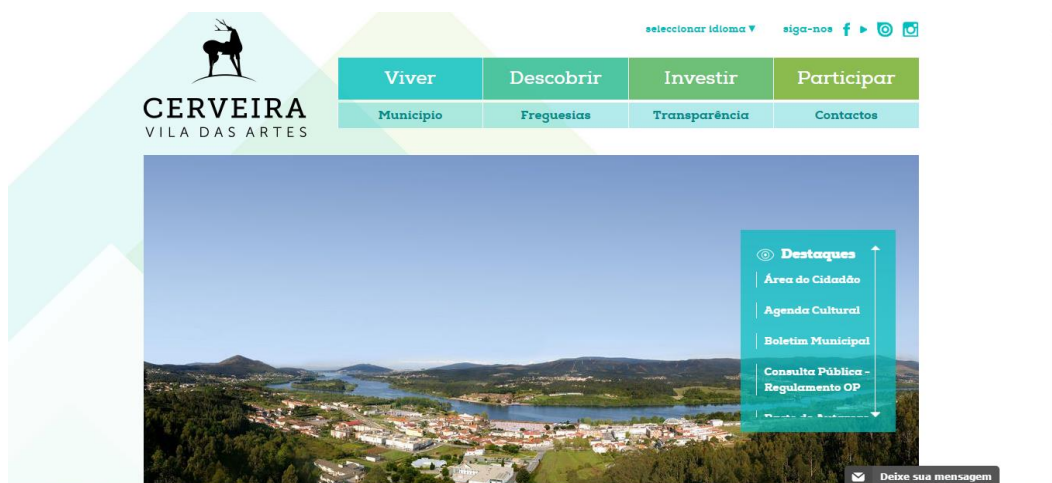 seleccionar idioma ▼ siga-nos
Viver Descobrir Investir Participar
CERVEIRA
VILA DAS ARTES
Município Freguesias Transparência Contactos
Destaques
Área do Cidadão
Agenda Cultural
Boletim Municipal
Consulta Pública -
Regulamento OP
Deixe sua mensagem